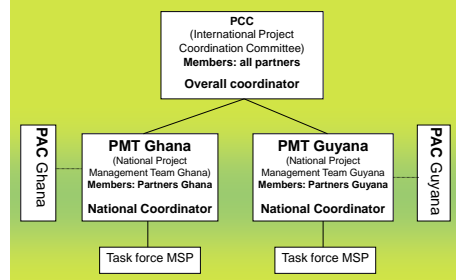 PCC
(International Project
Coordination Committee)
Members: all partners
Overall coordinator
PAC Ghana
PMT Ghana
(National Project
Management Team Ghana)
Members: Partners Ghana
National Coordinator
PMT Guyana
(National Project
Management Team Guyana
Members: Partners Guyana
National Coordinator
PAC Guyana
Task force MSP
Task force MSP